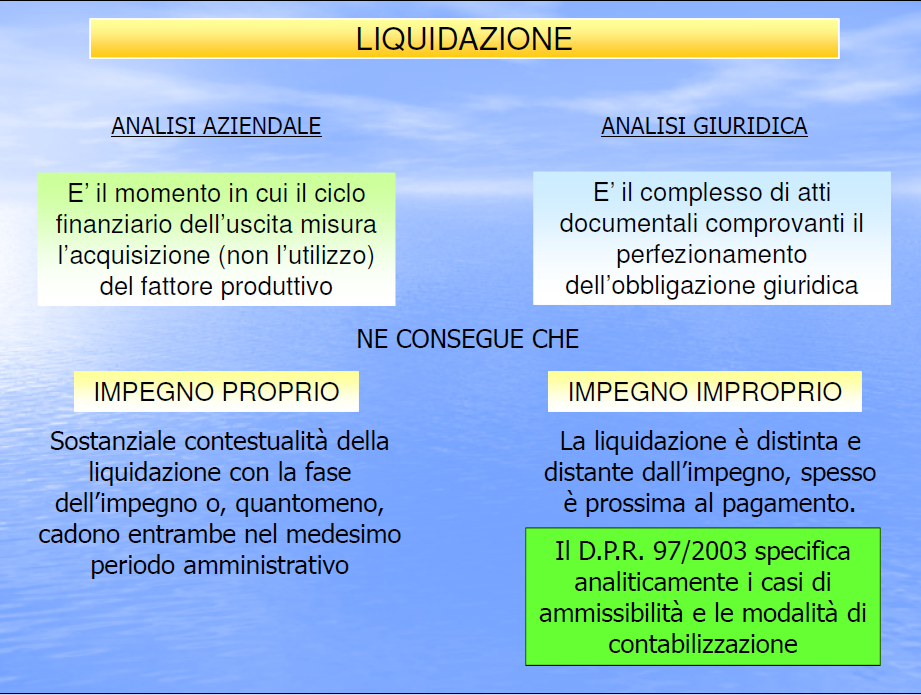 LIQUIDAZIONE
ANALISI AZIENDALE
E' il momento in cui il ciclo
finanziario dell'uscita misura
l'acquisizione (non l'utilizzo)
del fattore produttivo
ANALISI GIURIDICA
E' il complesso di atti
documentali comprovanti il
perfezionamento
dell'obbligazione giuridica
NE CONSEGUE CHE
IMPEGNO PROPRIO
Sostanziale contestualità della
liquidazione con la fase
dell'impegno o, quantomeno,
cadono entrambe nel medesimo
periodo amministrativo
IMPEGNO IMPROPRIO
La liquidazione è distinta e
distante dall'impegno, spesso
è prossima al pagamento.
Il D.P.R. 97/2003 specifica
analiticamente i casi di
ammissibilità e le modalità di
contabilizzazione